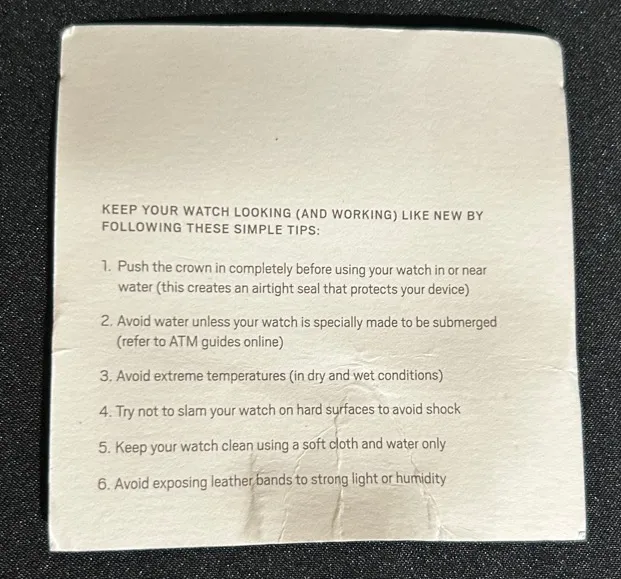 KEEP YOUR WATCH LOOKING (AND WORKING) LIKE NEW BY
FOLLOWING THESE SIMPLE TIPS:
1. Push the crown in completely before using your watch in or near
water (this creates an airtight seal that protects your device)
2. Avoid water unless your watch is specially made to be submerged
(refer to ATM guides online)
3. Avoid extreme temperatures (in dry and wet conditions)
4. Try not to slam your watch on hard surfaces to avoid shock
5. Keep your watch clean using a soft cloth and water only
6. Avoid exposing leather bands to strong light or humidity